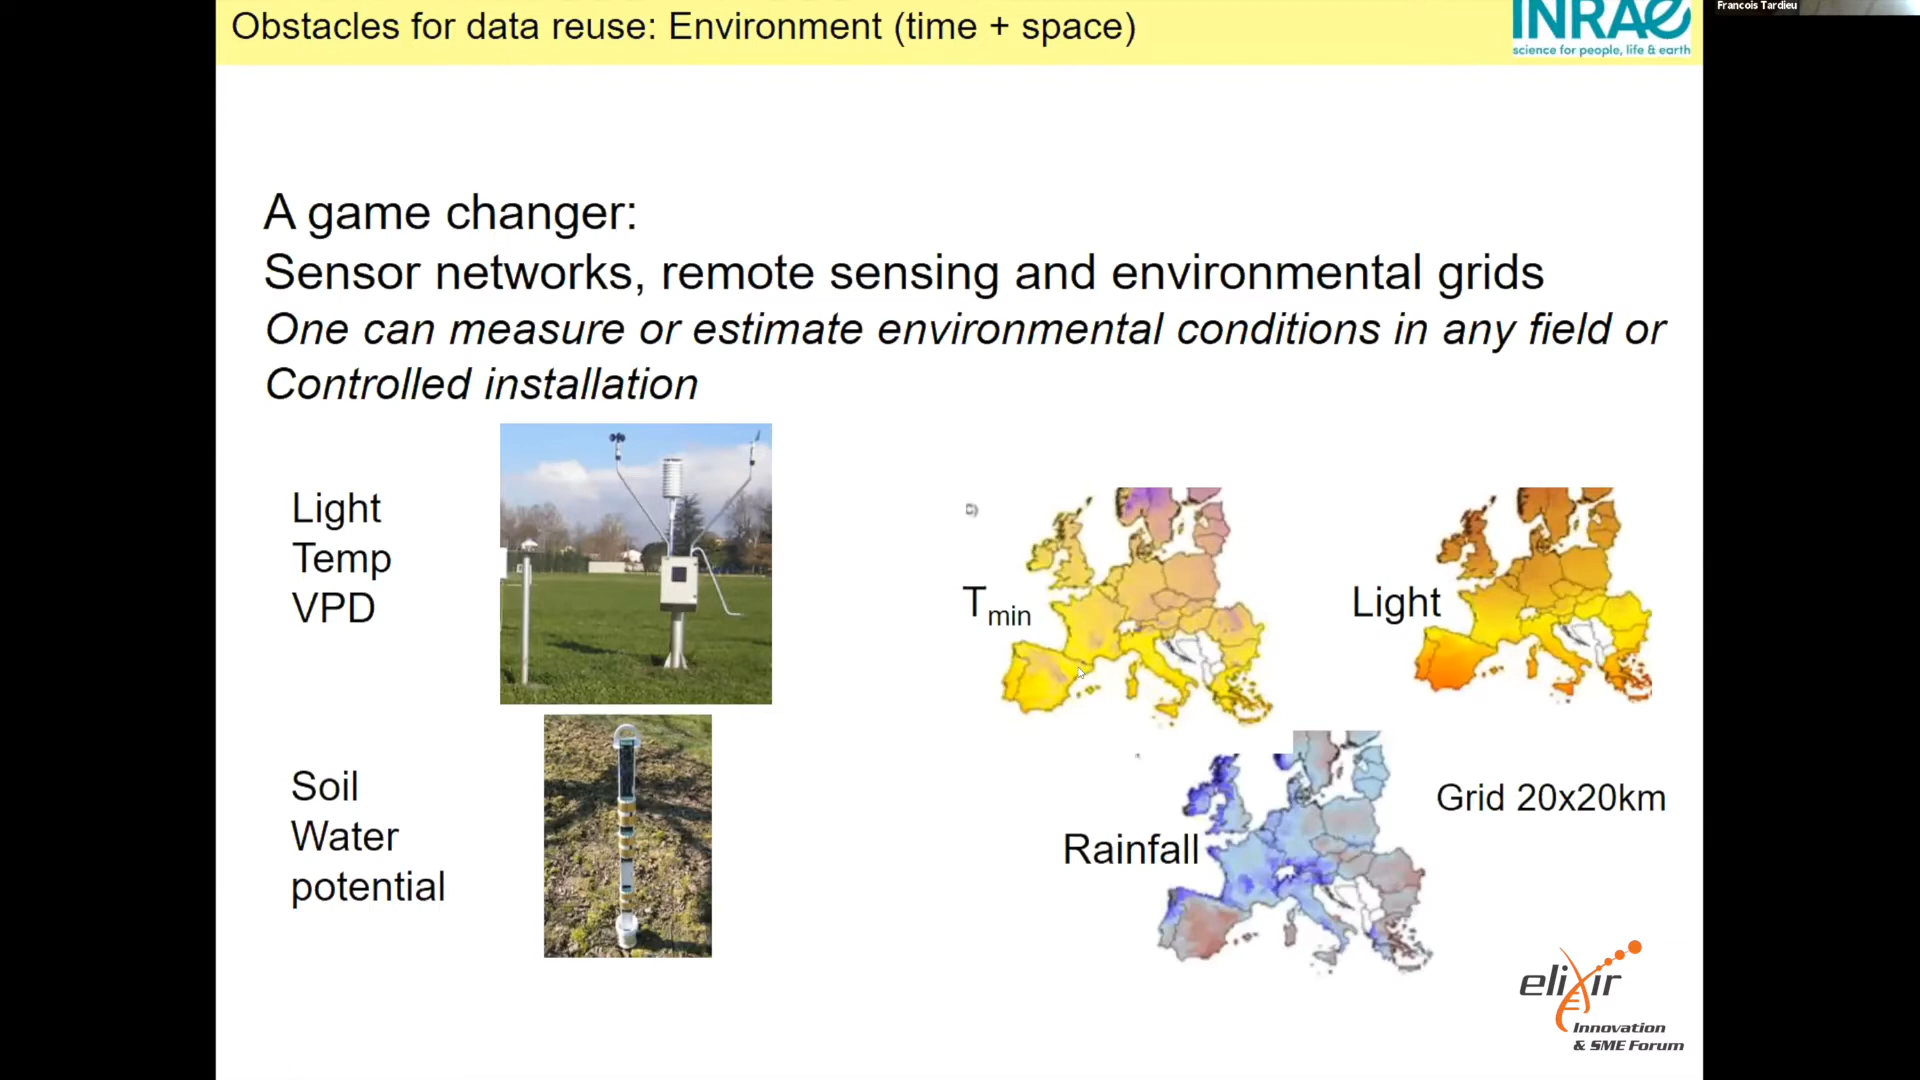 Obstacles for data reuse: Environment (time + space)
INRAE
science for people, life & earth
Francois Tardieu
A game changer:
Sensor networks, remote sensing and environmental grids
One can measure or estimate environmental conditions in any field or
Controlled installation
Light
Temp
VPD
c)
Tmin
Light
Soil
Water
potential
Rainfall
Grid 20x20km
elixir
Innovation
& SME Forum